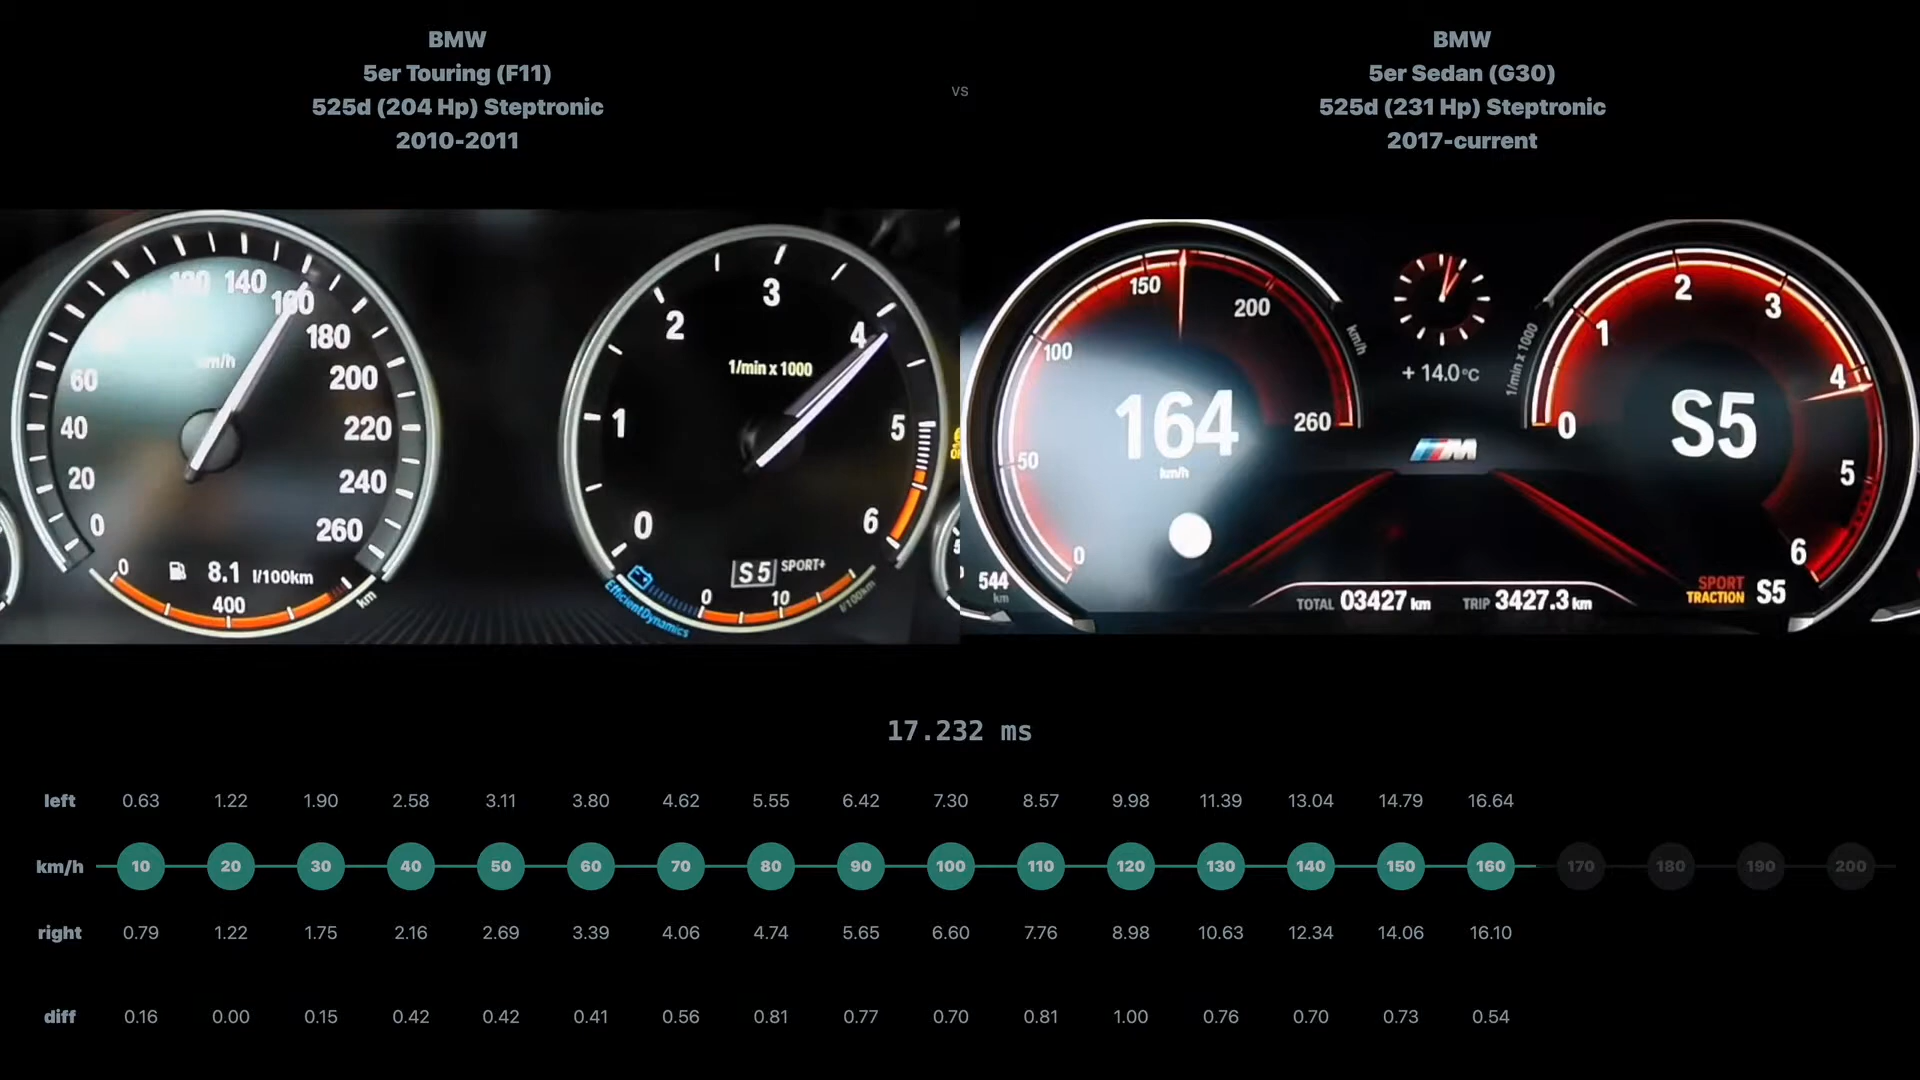 BMW
5er Touring (F11)
525d (204 Hp) Steptronic
2010-2011
vs
BMW
5er Sedan (G30)
525d (231 Hp) Steptronic
2017-current
0
20
40
60
140
160
180
200
220
240
260
km/h
8.1 l/100km
0
400
km
0
1
2
3
4
5
6
1/min x 1000
S 5 SPORT+
0
10
l/100km
EfficientDynamics
0
50
100
150
200
260
km/h
164
km/h
+ 14.0°C
M
1/min x 1000
0
1
2
3
4
5
6
S5
544
km
TOTAL 03427 km TRIP 3427.3 km
SPORT
TRACTION S5
17.232 ms
left 0.63 1.22 1.90 2.58 3.11 3.80 4.62 5.55 6.42 7.30 8.57 9.98 11.39 13.04 14.79 16.64
km/h 10 20 30 40 50 60 70 80 90 100 110 120 130 140 150 160 170 180 190 200
right 0.79 1.22 1.75 2.16 2.69 3.39 4.06 4.74 5.65 6.60 7.76 8.98 10.63 12.34 14.06 16.10
diff 0.16 0.00 0.15 0.42 0.42 0.41 0.56 0.81 0.77 0.70 0.81 1.00 0.76 0.70 0.73 0.54